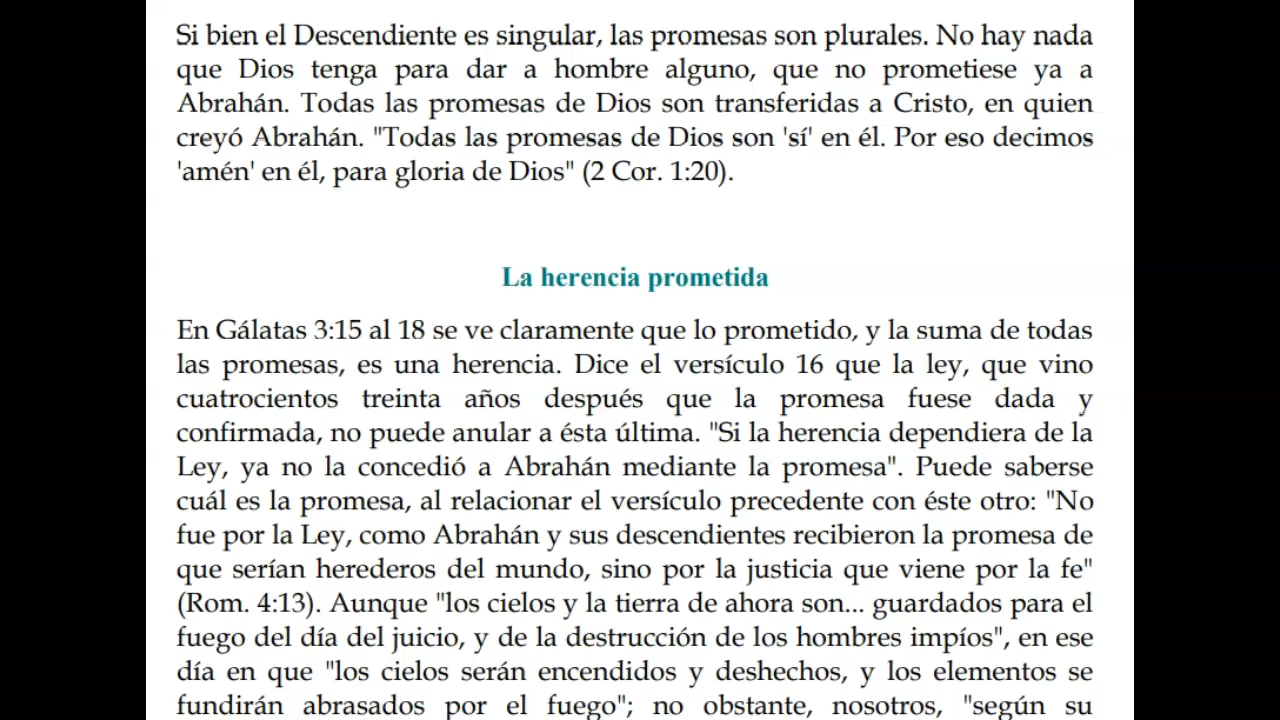 Si bien el Descendiente es singular, las promesas son plurales. No hay nada
que Dios tenga para dar a hombre alguno, que no prometiese ya a
Abrahán. Todas las promesas de Dios son transferidas a Cristo, en quien
creyó Abrahán. "Todas las promesas de Dios son 'sí' en él. Por eso decimos
'amén' en él, para gloria de Dios" (2 Cor. 1:20).
La herencia prometida
En Gálatas 3:15 al 18 se ve claramente que lo prometido, y la suma de todas
las promesas, es una herencia. Dice el versículo 16 que la ley, que vino
cuatrocientos treinta años después que la promesa fuese dada y
confirmada, no puede anular a ésta última. "Si la herencia dependiera de la
Ley, ya no la concedió a Abrahán mediante la promesa". Puede saberse
cuál es la promesa, al relacionar el versículo precedente con éste otro: "No
fue por la Ley, como Abrahán y sus descendientes recibieron la promesa de
que serían herederos del mundo, sino por la justicia que viene por la fe"
(Rom. 4:13). Aunque "los cielos y la tierra de ahora son... guardados para el
fuego del día del juicio, y de la destrucción de los hombres impíos", en ese
día en que "los cielos serán encendidos y deshechos, y los elementos se
fundirán abrasados por el fuego"; no obstante, nosotros, "según su